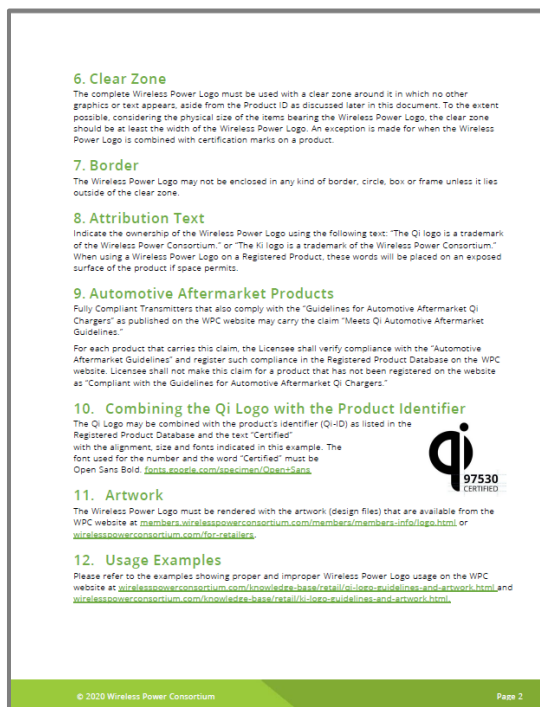 6. Clear Zone
The complete Wireless Power Logo must be used with a clear zone around it in which no other
graphics or text appears, aside from the Product ID as discussed later in this document. To the extent
possible, considering the physical size of the items bearing the Wireless Power Logo, the clear zone
should be at least the width of the Wireless Power Logo. An exception is made for when the Wireless
Power Logo is combined with certification marks on a product.
7. Border
The Wireless Power Logo may not be enclosed in any kind of border, circle, box or frame unless it lies
outside of the clear zone.
8. Attribution Text
Indicate the ownership of the Wireless Power Logo using the following text: "The Qi logo is a trademark
of the Wireless Power Consortium." or "The Ki logo is a trademark of the Wireless Power Consortium."
When using a Wireless Power Logo on a Registered Product, these words will be placed on an exposed
surface of the product if space permits.
9. Automotive Aftermarket Products
Fully Compliant Transmitters that also comply with the "Guidelines for Automotive Aftermarket Qi
Chargers" as published on the WPC website may carry the claim "Meets Qi Automotive Aftermarket
Guidelines."
For each product that carries this claim, the Licensee shall verify compliance with the "Automotive
Aftermarket Guidelines" and register such compliance in the Registered Product Database on the WPC
website. Licensee shall not make this claim for a product that has not been registered on the website
as "Compliant with the Guidelines for Automotive Aftermarket Qi Chargers."
10. Combining the Qi Logo with the Product Identifier
The Qi Logo may be combined with the product's identifier (Qi-ID) as listed in the
Registered Product Database and the text "Certified"
with the alignment, size and fonts indicated in this example. The
font used for the number and the word "Certified" must be
Open Sans Bold. fonts.google.com/specimen/Open+Sans
qi
97530
CERTIFIED
11. Artwork
The Wireless Power Logo must be rendered with the artwork (design files) that are available from the
WPC website at members.wirelesspowerconsortium.com/members/members-info/logo.html or
wirelesspowerconsortium.com/for-retailers.
12. Usage Examples
Please refer to the examples showing proper and improper Wireless Power Logo usage on the WPC
website at wirelesspowerconsortium.com/knowledge-base/retail/qi-logo-guidelines-and-artwork.html and
wirelesspowerconsortium.com/knowledge-base/retail/ki-logo-guidelines-and-artwork.html.
© 2020 Wireless Power Consortium
Page 2